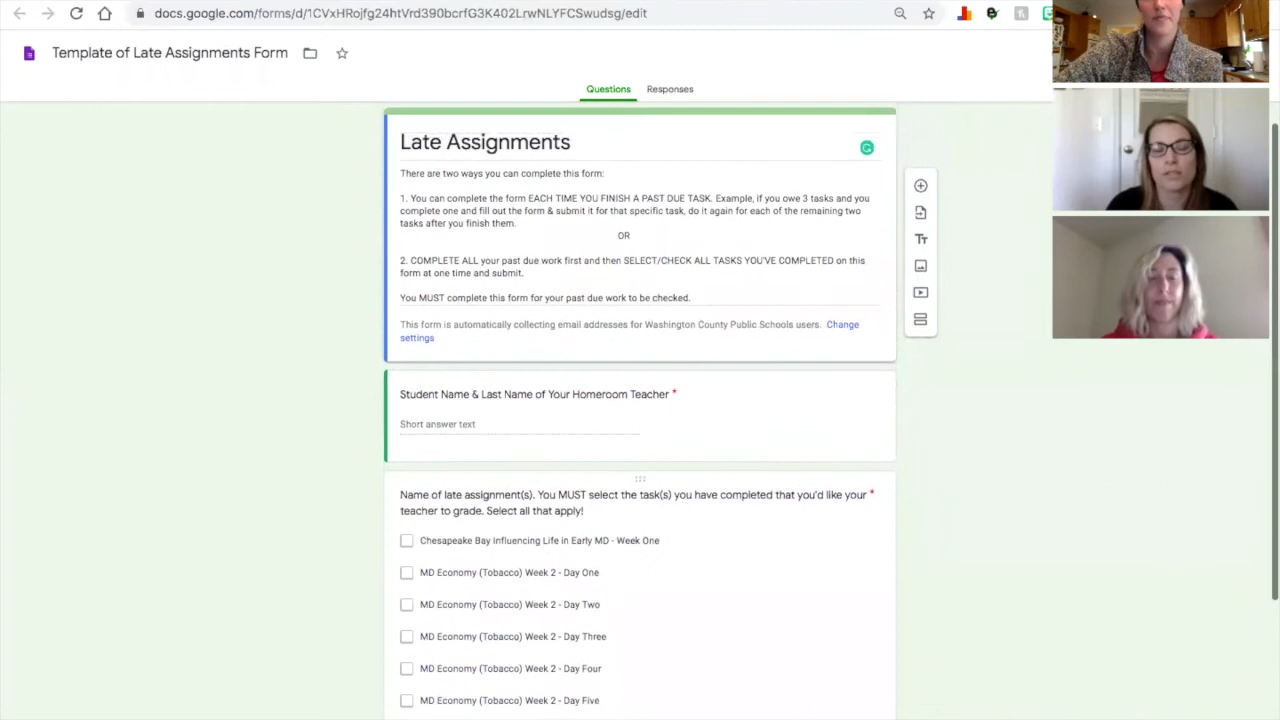 docs.google.com/forms/d/1CVxHRojfg24htVrd390bcrfG3K402LrwNLYFCSwudsg/edit
Template of Late Assignments Form
Questions Responses
Late Assignments
There are two ways you can complete this form:
1. You can complete the form EACH TIME YOU FINISH A PAST DUE TASK. Example, if you owe 3 tasks and you
complete one and fill out the form & submit it for that specific task, do it again for each of the remaining two
tasks after you finish them.
OR
2. COMPLETE ALL your past due work first and then SELECT/CHECK ALL TASKS YOU'VE COMPLETED on this
form at one time and submit.
You MUST complete this form for your past due work to be checked.
This form is automatically collecting email addresses for Washington County Public Schools users. Change
settings
Student Name & Last Name of Your Homeroom Teacher *
Short answer text
Name of late assignment(s). You MUST select the task(s) you have completed that you'd like your *
teacher to grade. Select all that apply!
Chesapeake Bay Influencing Life in Early MD - Week One
MD Economy (Tobacco) Week 2 - Day One
MD Economy (Tobacco) Week 2 - Day Two
MD Economy (Tobacco) Week 2 - Day Three
MD Economy (Tobacco) Week 2 - Day Four
MD Economy (Tobacco) Week 2 - Day Five